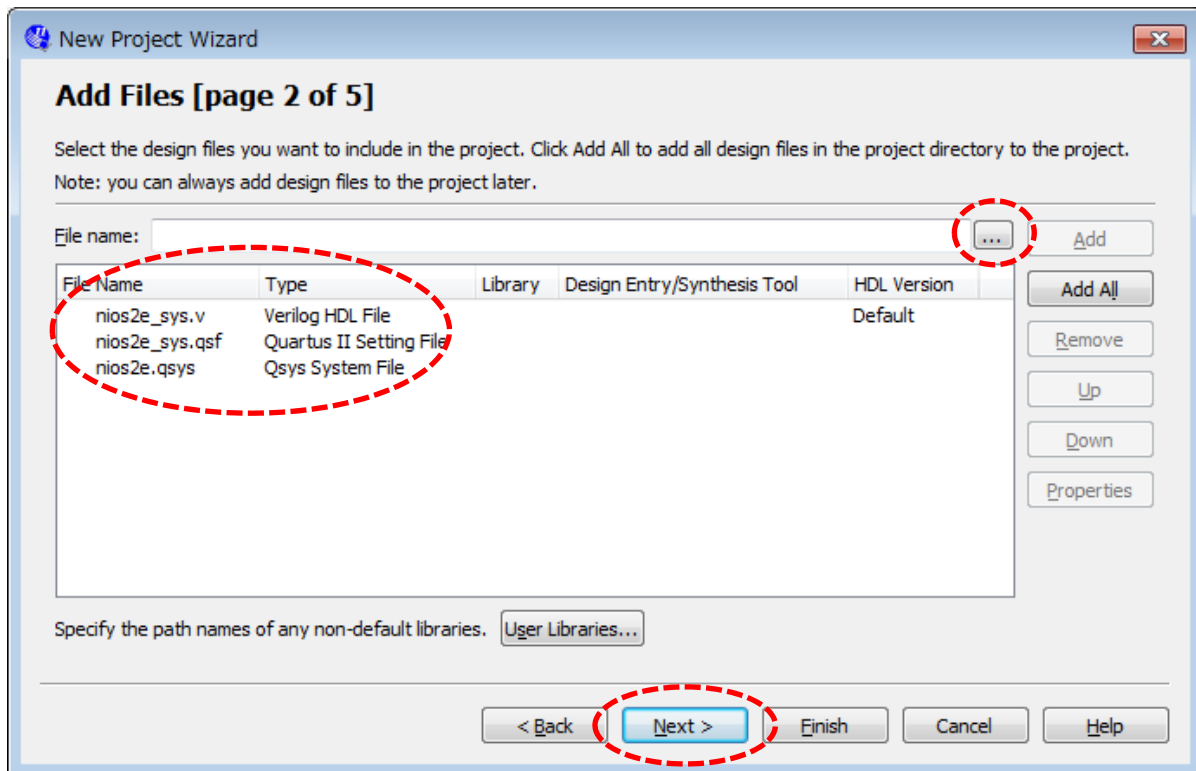 New Project Wizard
Add Files [page 2 of 5]
Select the design files you want to include in the project. Click Add All to add all design files in the project directory to the project.
Note: you can always add design files to the project later.
File name: ... Add
File Name Type Library Design Entry/Synthesis Tool HDL Version Add All
nios2e_sys.v Verilog HDL File Default
nios2e_sys.qsf Quartus II Setting File Remove
nios2e.qsys Qsys System File
Up
Down
Properties
Specify the path names of any non-default libraries. User Libraries...
< Back Next > Finish Cancel Help